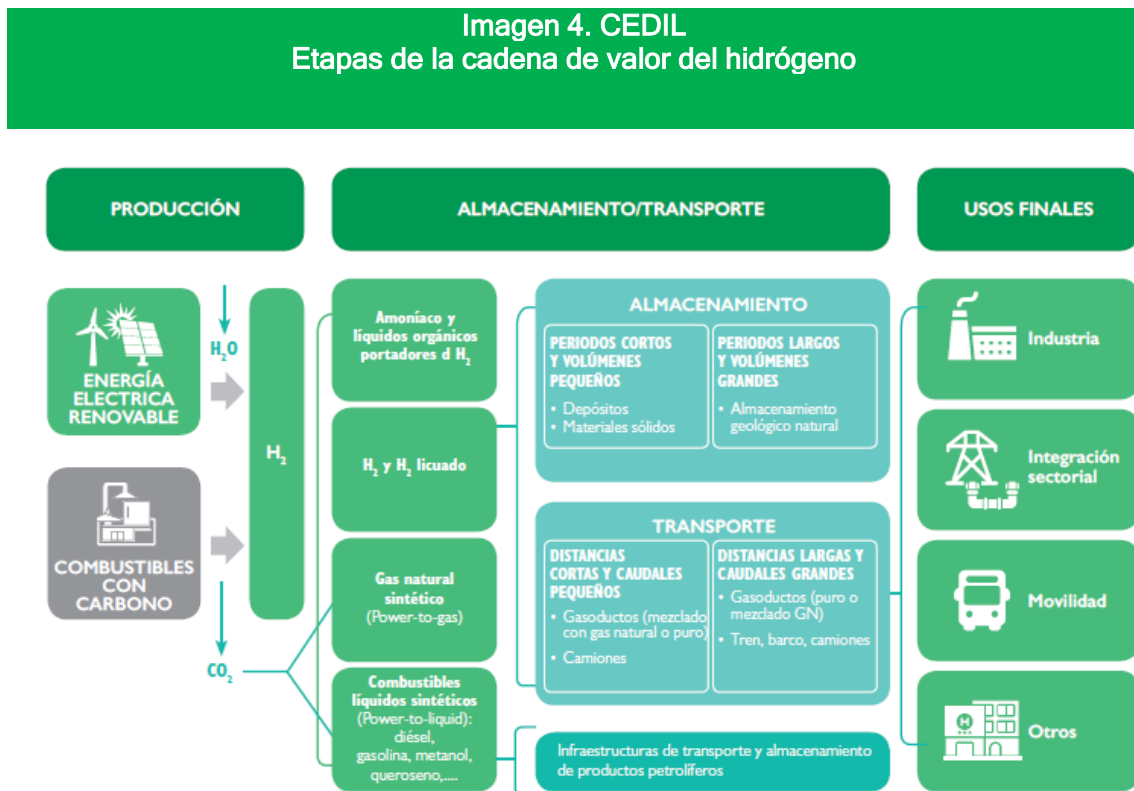 Imagen 4. CEDIL
Etapas de la cadena de valor del hidrógeno
PRODUCCIÓN
ALMACENAMIENTO/TRANSPORTE
USOS FINALES
H₂O
ENERGÍA
ELECTRICA
RENOVABLE
COMBUSTIBLES
CON
CARBONO
CO₂
H₂
Amoníaco y
líquidos orgánicos
portadores d H₂
H₂ y H₂ licuado
Gas natural
sintético
(Power-to-gas)
Combustibles
líquidos sintéticos
(Power-to-liquid):
diésel,
gasolina, metanol,
queroseno,....
ALMACENAMIENTO
PERIODOS CORTOS
Y VOLÚMENES
PEQUEÑOS
• Depósitos
• Materiales sólidos
PERIODOS LARGOS
Y VOLÚMENES
GRANDES
• Almacenamiento
geológico natural
TRANSPORTE
DISTANCIAS
CORTAS Y CAUDALES
PEQUEÑOS
• Gasoductos (mezclado
con gas natural o puro)
• Camiones
DISTANCIAS LARGAS Y
CAUDALES GRANDES
• Gasoductos (puro o
mezclado GN)
• Tren, barco, camiones
Infraestructuras de transporte y almacenamiento
de productos petrolíferos
Industria
Integración
sectorial
Movilidad
H
Otros